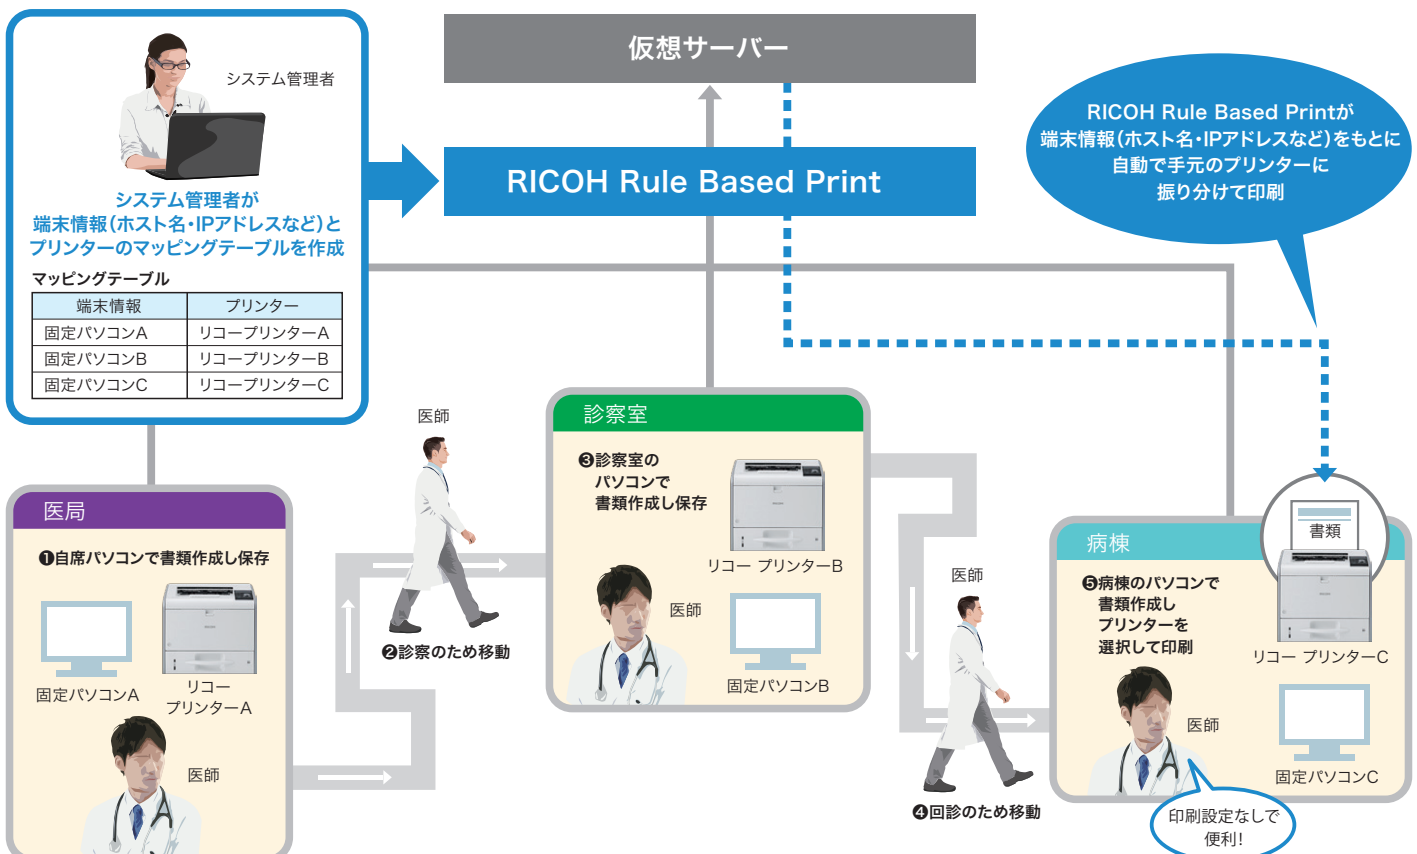 システム管理者
システム管理者が
端末情報(ホスト名・IPアドレスなど)と
プリンターのマッピングテーブルを作成
マッピングテーブル
端末情報 プリンター
固定パソコンA リコープリンターA
固定パソコンB リコープリンターB
固定パソコンC リコープリンターC
仮想サーバー
RICOH Rule Based Print
RICOH Rule Based Printが
端末情報(ホスト名・IPアドレスなど)をもとに
自動で手元のプリンターに
振り分けて印刷
医局
❶自席パソコンで書類作成し保存
固定パソコンA
リコー
プリンターA
医師
医師
❷診察のため移動
診察室
❸診察室の
パソコンで
書類作成し保存
リコー プリンターB
医師
固定パソコンB
医師
❹回診のため移動
病棟
書類
❺病棟のパソコンで
書類作成し
プリンターを
選択して印刷
リコー プリンターC
医師
固定パソコンC
印刷設定なしで
便利!